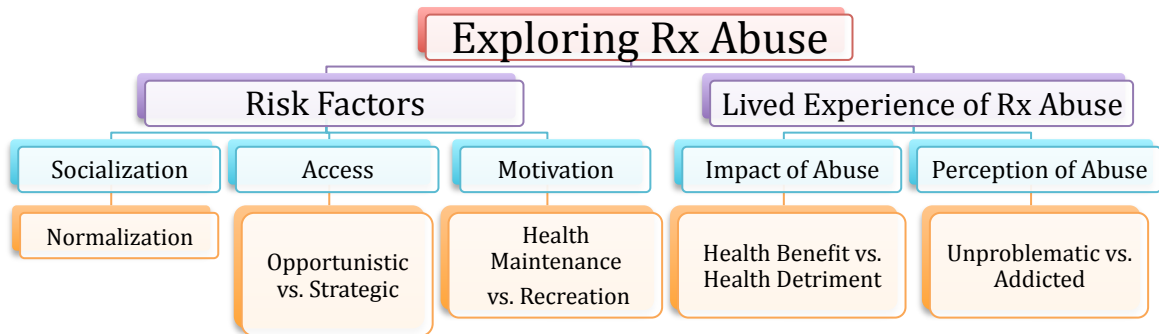 Exploring Rx Abuse
Risk Factors
Lived Experience of Rx Abuse
Socialization
Access
Motivation
Impact of Abuse
Perception of Abuse
Normalization
Opportunistic
vs. Strategic
Health
Maintenance
vs. Recreation
Health Benefit vs.
Health Detriment
Unproblematic vs.
Addicted